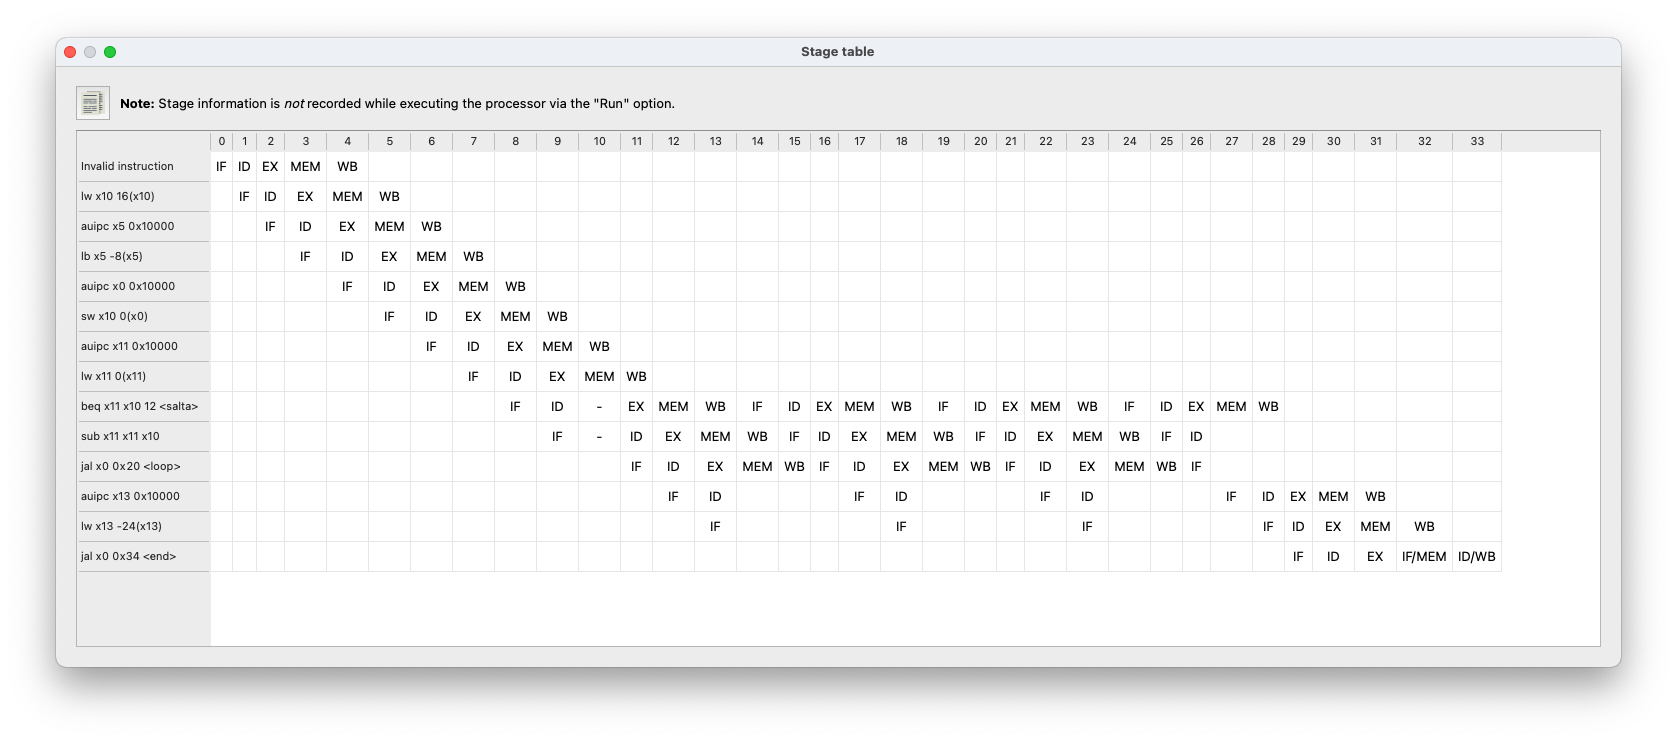 Stage table
Note: Stage information is not recorded while executing the processor via the "Run" option.
0 1 2 3 4 5 6 7 8 9 10 11 12 13 14 15 16 17 18 19 20 21 22 23 24 25 26 27 28 29 30 31 32 33
Invalid instruction IF ID EX MEM WB
lw x10 16(x10) IF ID EX MEM WB
auipc x5 0x10000 IF ID EX MEM WB
lb x5 -8(x5) IF ID EX MEM WB
auipc x0 0x10000 IF ID EX MEM WB
sw x10 0(x0) IF ID EX MEM WB
auipc x11 0x10000 IF ID EX MEM WB
lw x11 0(x11) IF ID EX MEM WB
beq x11 x10 12 <salta> IF ID - EX MEM WB IF ID EX MEM WB IF ID EX MEM WB IF ID EX MEM WB
sub x11 x11 x10 IF - ID EX MEM WB IF ID EX MEM WB IF ID EX MEM WB IF ID
jal x0 0x20 <loop> IF ID EX MEM WB IF ID EX MEM WB IF ID EX MEM WB IF
auipc x13 0x10000 IF ID IF ID IF ID IF ID EX MEM WB
lw x13 -24(x13) IF IF IF IF ID EX MEM WB
jal x0 0x34 <end> IF ID EX IF/MEM ID/WB